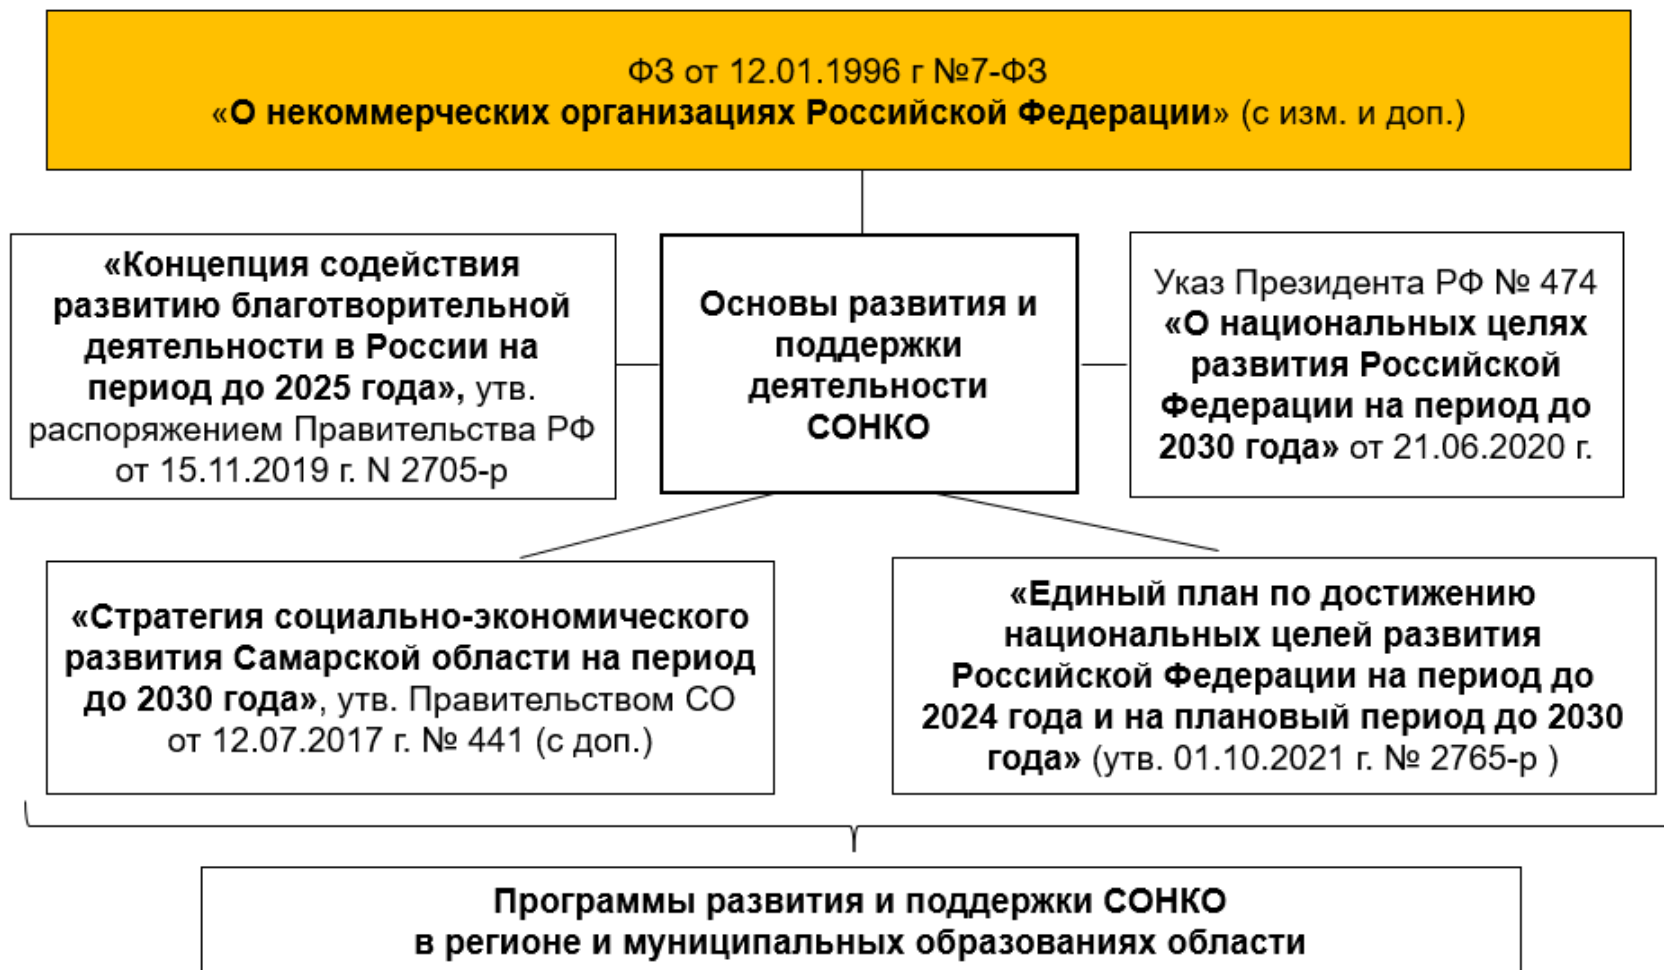 ФЗ от 12.01.1996 г №7-ФЗ
«О некоммерческих организациях Российской Федерации» (с изм. и доп.)
«Концепция содействия
развитию благотворительной
деятельности в России на
период до 2025 года», утв.
распоряжением Правительства РФ
от 15.11.2019 г. N 2705-р
Основы развития и
поддержки
деятельности
СОНКО
Указ Президента РФ № 474
«О национальных целях
развития Российской
Федерации на период до
2030 года» от 21.06.2020 г.
«Стратегия социально-экономического
развития Самарской области на период
до 2030 года», утв. Правительством СО
от 12.07.2017 г. № 441 (с доп.)
«Единый план по достижению
национальных целей развития
Российской Федерации на период до
2024 года и на плановый период до 2030
года» (утв. 01.10.2021 г. № 2765-р )
Программы развития и поддержки СОНКО
в регионе и муниципальных образованиях области